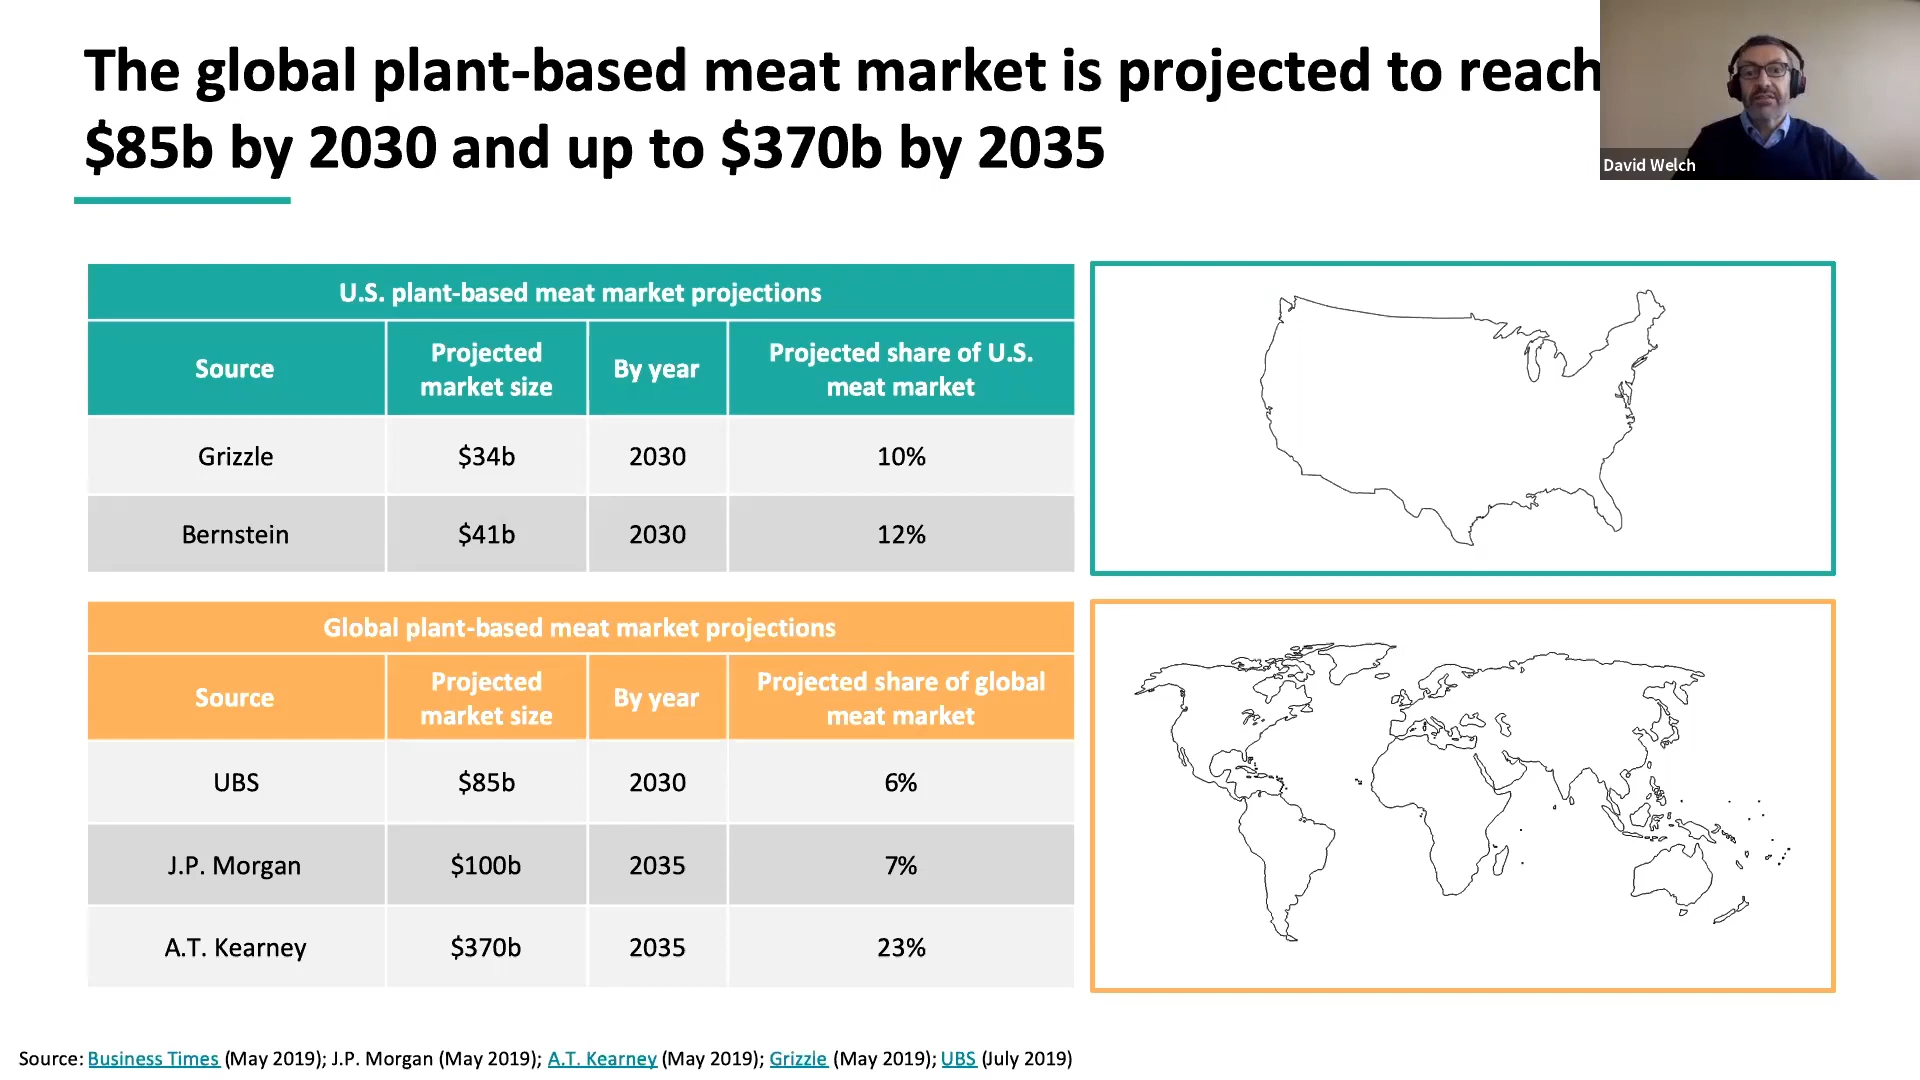 The global plant-based meat market is projected to reach
$85b by 2030 and up to $370b by 2035
David Welch
U.S. plant-based meat market projections
Source
Projected
market size
By year
Projected share of U.S.
meat market
Grizzle $34b 2030 10%
Bernstein $41b 2030 12%
Global plant-based meat market projections
Source
Projected
market size
By year
Projected share of global
meat market
UBS $85b 2030 6%
J.P. Morgan $100b 2035 7%
A.T. Kearney $370b 2035 23%
Source: Business Times (May 2019); J.P. Morgan (May 2019); A.T. Kearney (May 2019); Grizzle (May 2019); UBS (July 2019)